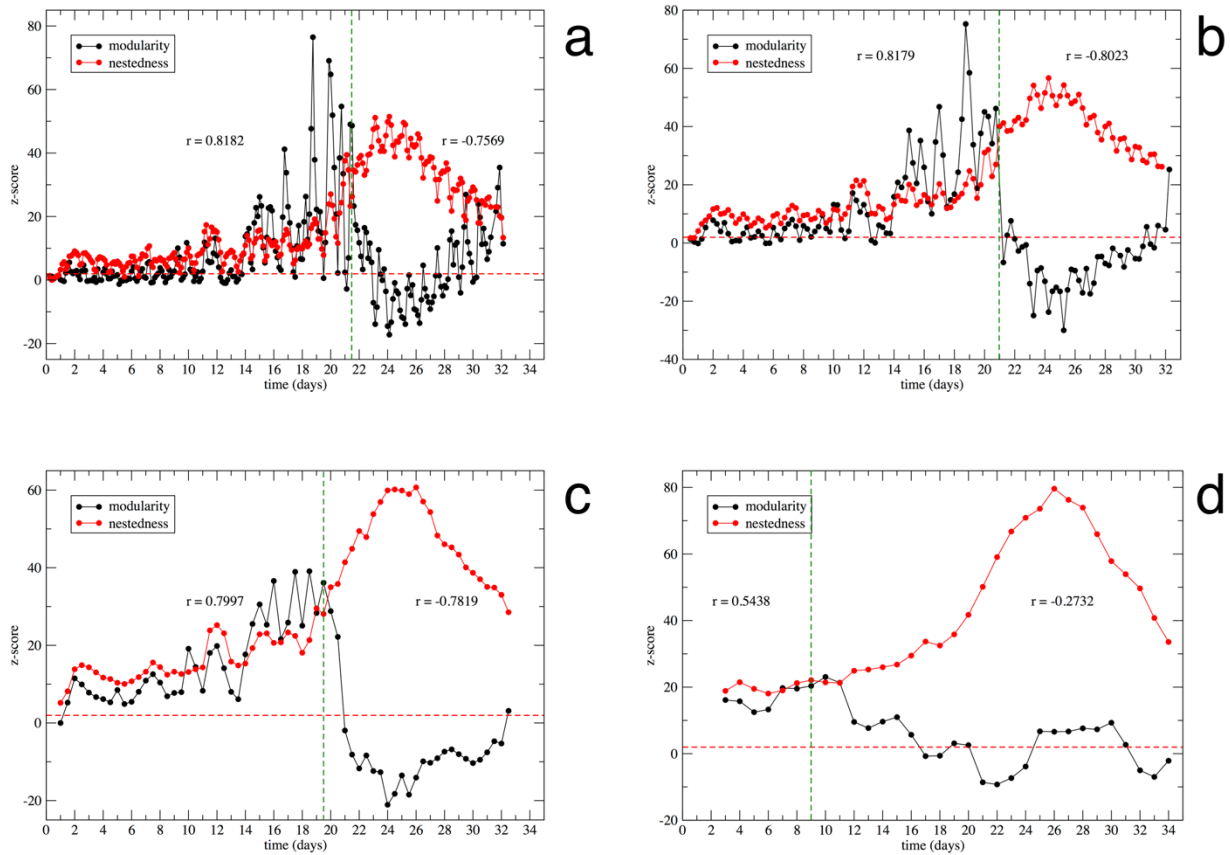 a
80
60
40
20
0
-20
z-score
modularity
nestedness
r = 0.8182
r = -0.7569
0 2 4 6 8 10 12 14 16 18 20 22 24 26 28 30 32 34
time (days)
b
80
60
40
20
0
-20
-40
z-score
modularity
nestedness
r = 0.8179
r = -0.8023
0 2 4 6 8 10 12 14 16 18 20 22 24 26 28 30 32
time (days)
c
60
40
20
0
-20
z-score
modularity
nestedness
r = 0.7997
r = -0.7819
0 2 4 6 8 10 12 14 16 18 20 22 24 26 28 30 32 34
time (days)
d
80
60
40
20
0
-20
z-score
modularity
nestedness
r = 0.5438
r = -0.2732
0 2 4 6 8 10 12 14 16 18 20 22 24 26 28 30 32 34
time (days)